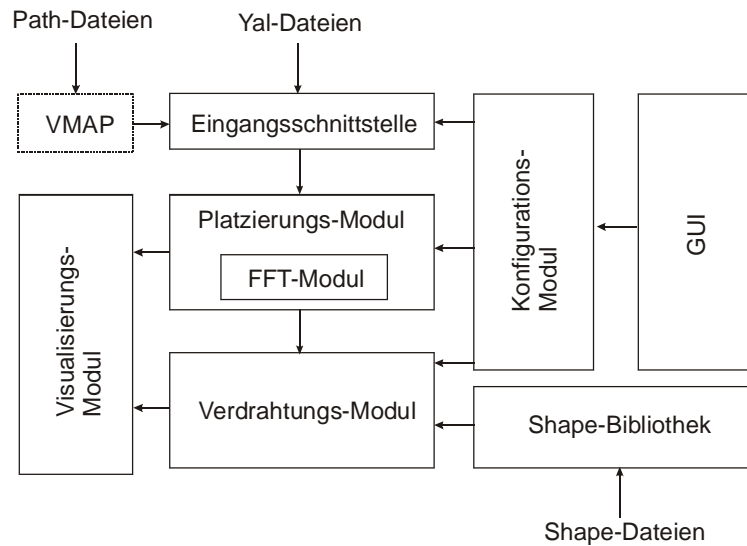 Path-Dateien
Yal-Dateien
VMAP
Eingangsschnittstelle
Platzierungs-Modul
FFT-Modul
Verdrahtungs-Modul
Visualisierungs-
Modul
Konfigurations-
Modul
GUI
Shape-Bibliothek
Shape-Dateien